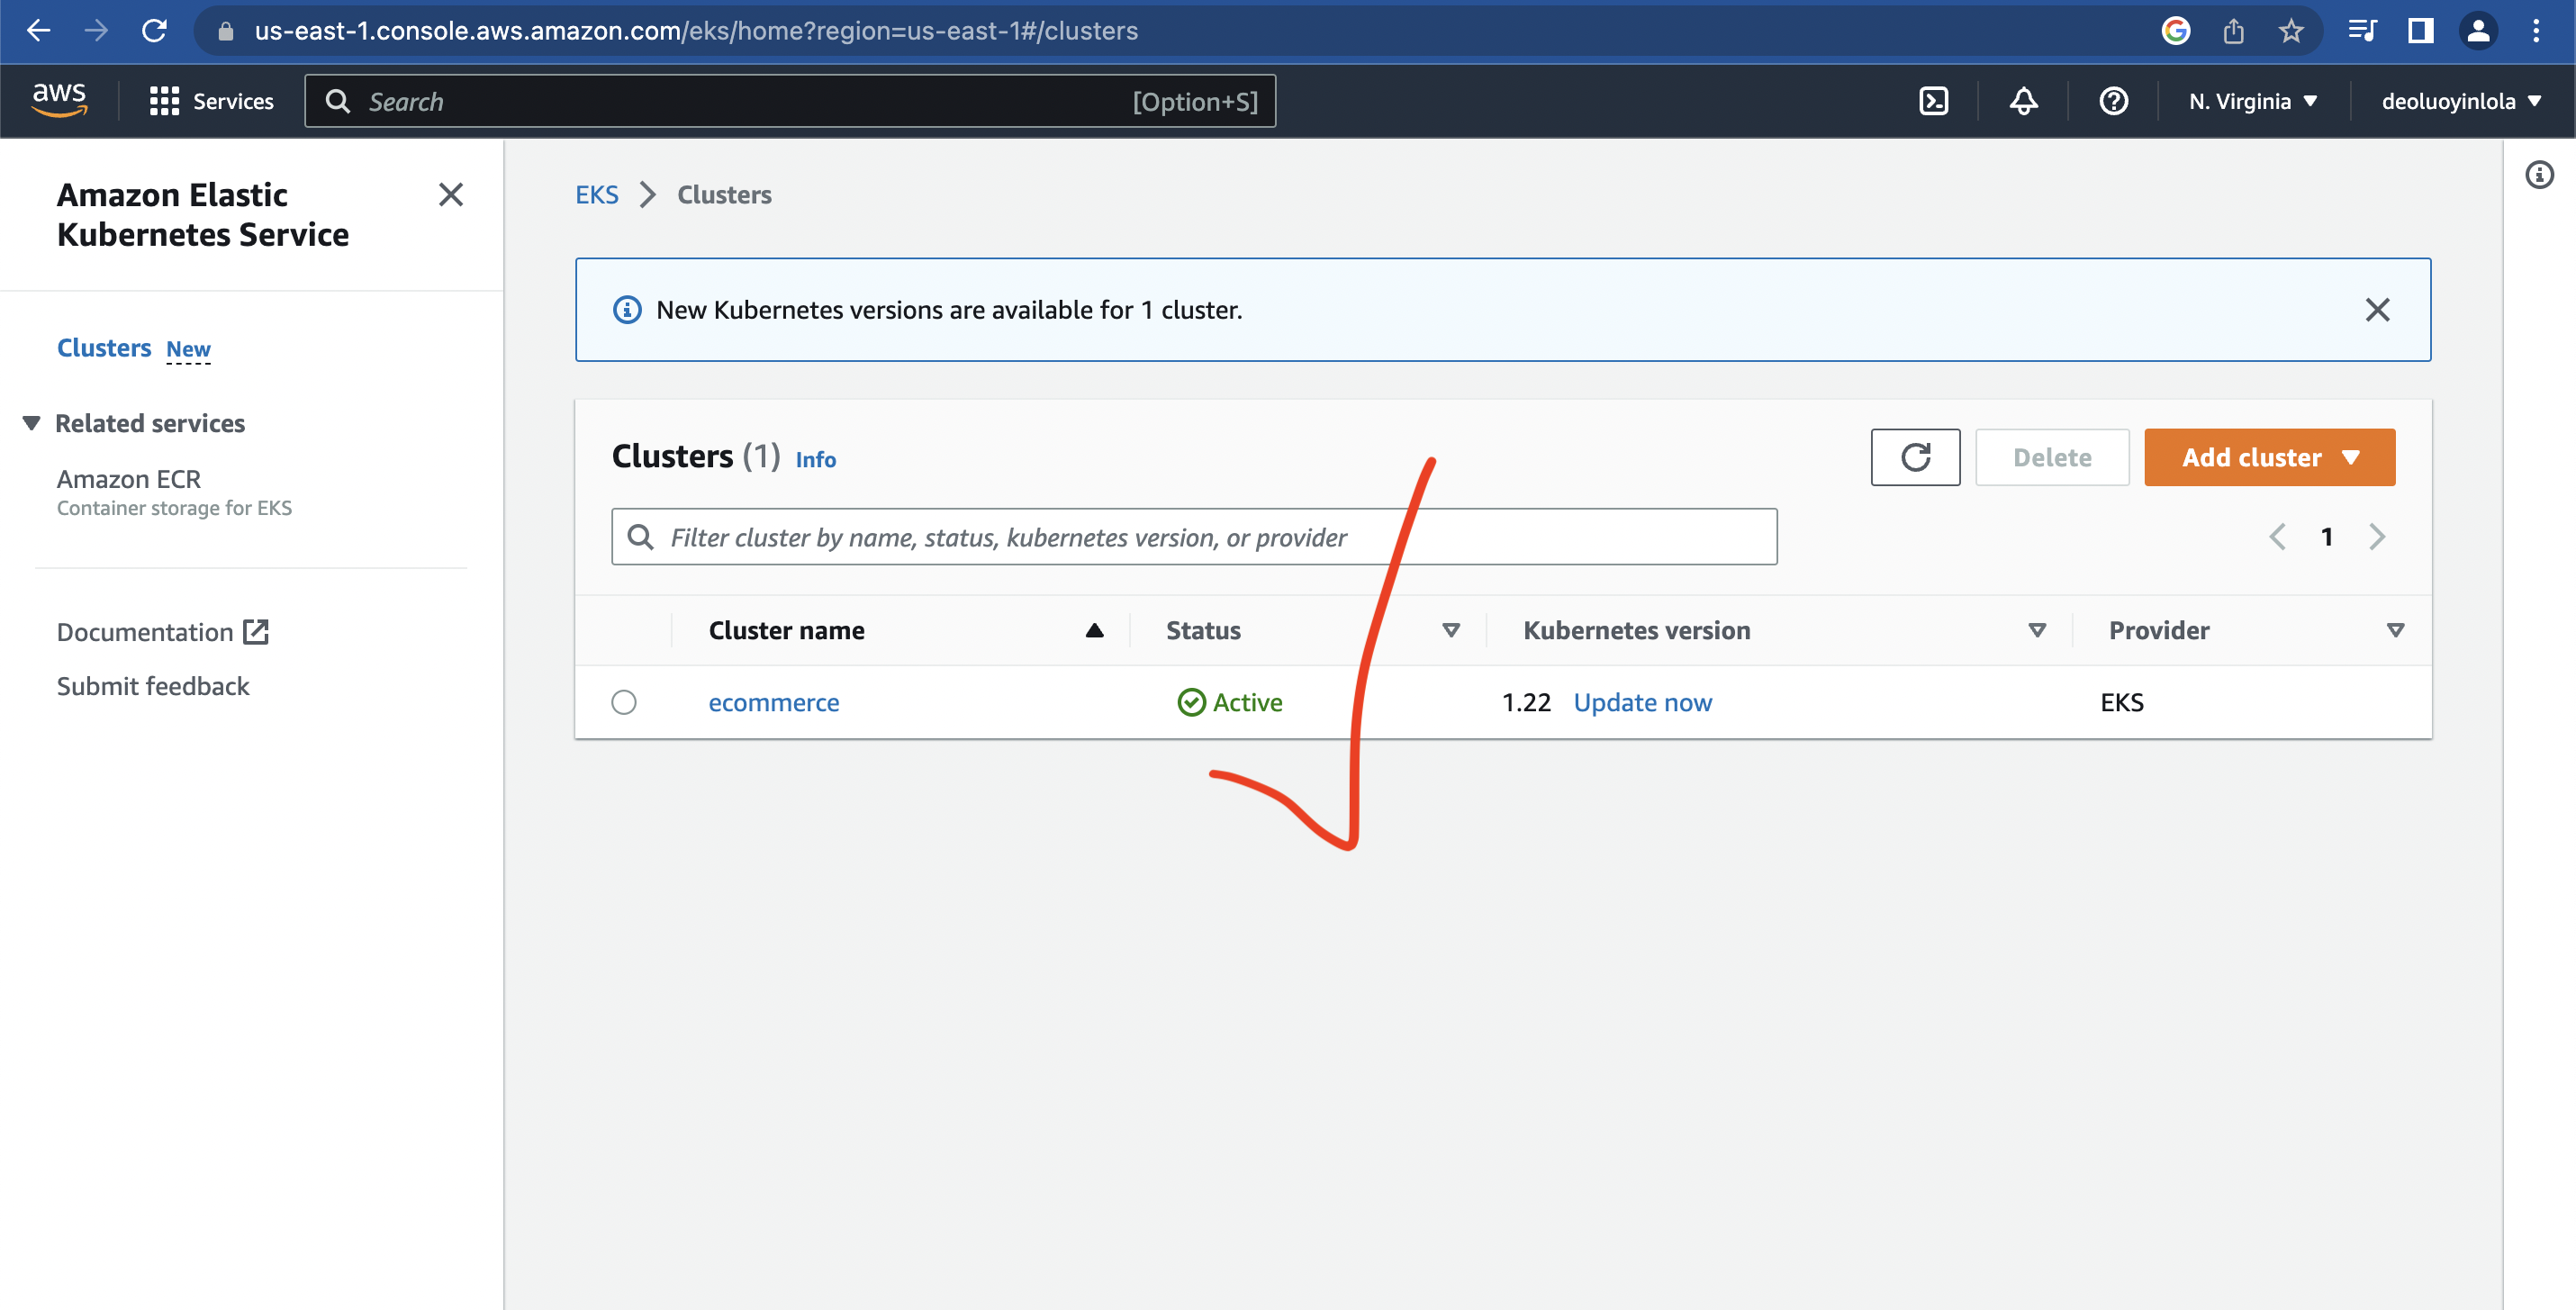 us-east-1.console.aws.amazon.com/eks/home?region=us-east-1#/clusters
aws Services Search [Option+S] N. Virginia deoluoyinlola
Amazon Elastic
Kubernetes Service
Clusters New
Related services
Amazon ECR
Container storage for EKS
Documentation
Submit feedback
EKS > Clusters
New Kubernetes versions are available for 1 cluster.
Clusters (1) Info Delete Add cluster
Filter cluster by name, status, kubernetes version, or provider 1
Cluster name Status Kubernetes version Provider
ecommerce Active 1.22 Update now EKS